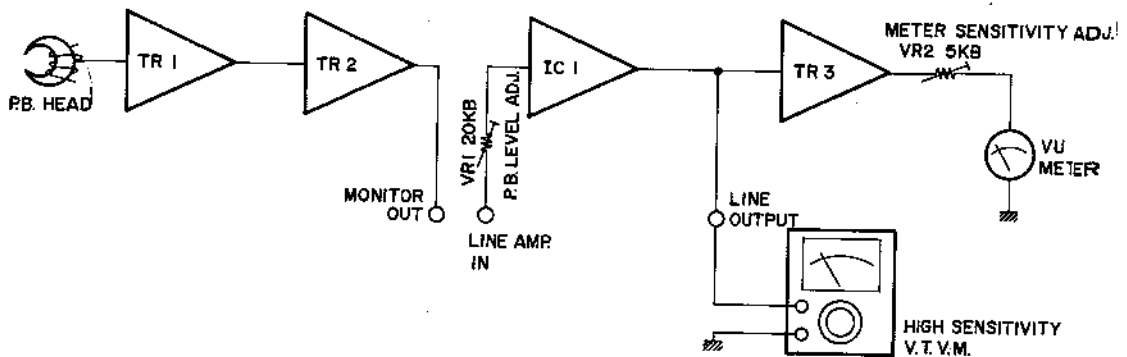 P.B. HEAD
TR 1
TR 2
MONITOR
OUT
VR1 20KB
P.B. LEVEL ADJ.
LINE AMP.
IN
IC 1
LINE
OUTPUT
TR 3
METER SENSITIVITY ADJ.
VR2 5KB
VU
METER
HIGH SENSITIVITY
V.T.V.M.